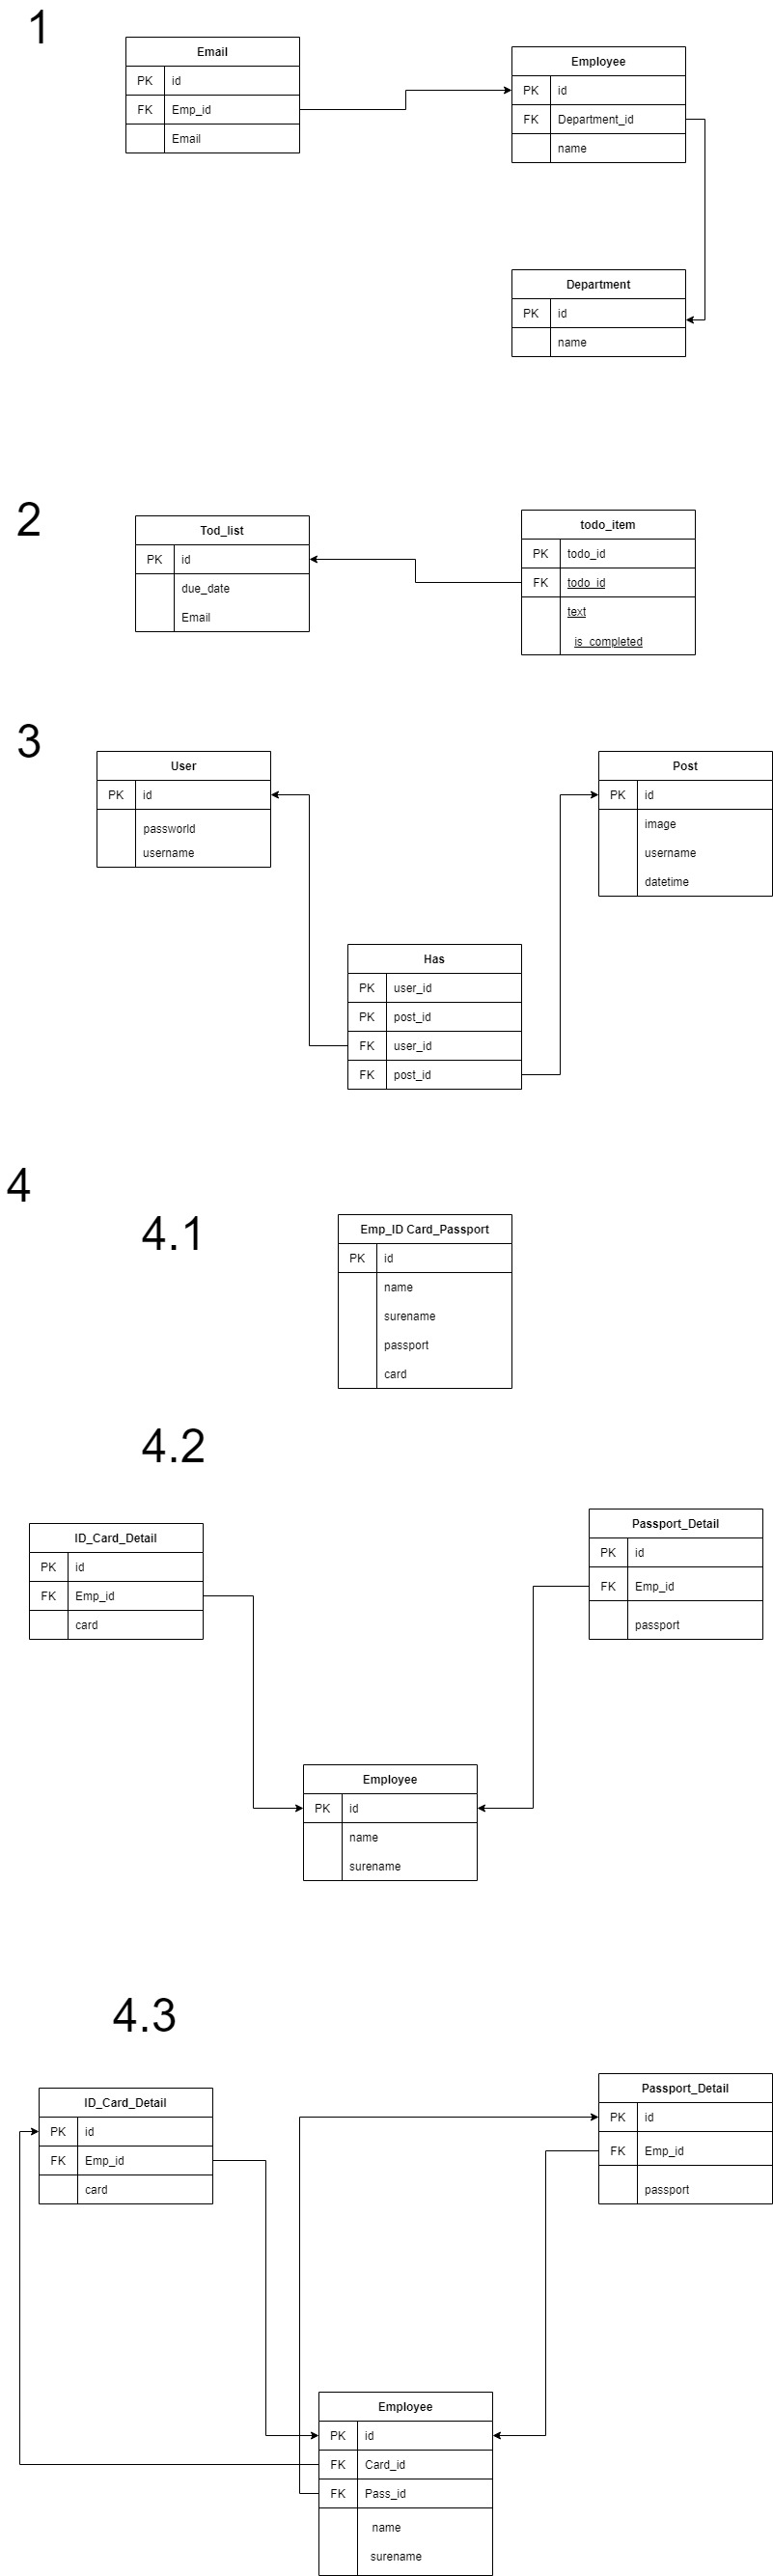 1
Email
PK id
FK Emp_id
Email
Employee
PK id
FK Department_id
name
Department
PK id
name
2
Tod_list
PK id
due_date
Email
todo_item
PK todo_id
FK todo_id
text
is_completed
3
User
PK id
passworld
username
Post
PK id
image
username
datetime
Has
PK user_id
PK post_id
FK user_id
FK post_id
4
4.1
Emp_ID Card_Passport
PK id
name
surename
passport
card
4.2
ID_Card_Detail
PK id
FK Emp_id
card
Passport_Detail
PK id
FK Emp_id
passport
Employee
PK id
name
surename
4.3
ID_Card_Detail
PK id
FK Emp_id
card
Passport_Detail
PK id
FK Emp_id
passport
Employee
PK id
FK Card_id
FK Pass_id
name
surename